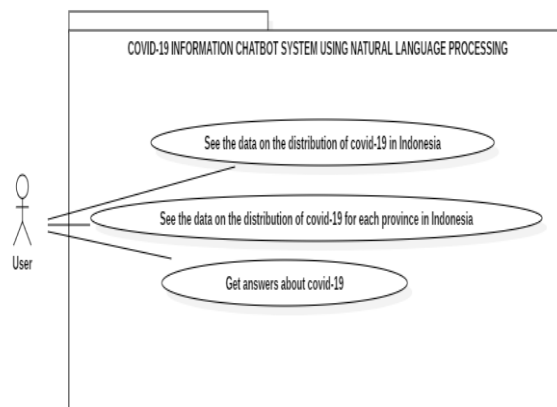 COVID-19 INFORMATION CHATBOT SYSTEM USING NATURAL LANGUAGE PROCESSING
See the data on the distribution of covid-19 in Indonesia
See the data on the distribution of covid-19 for each province in Indonesia
User
Get answers about covid-19